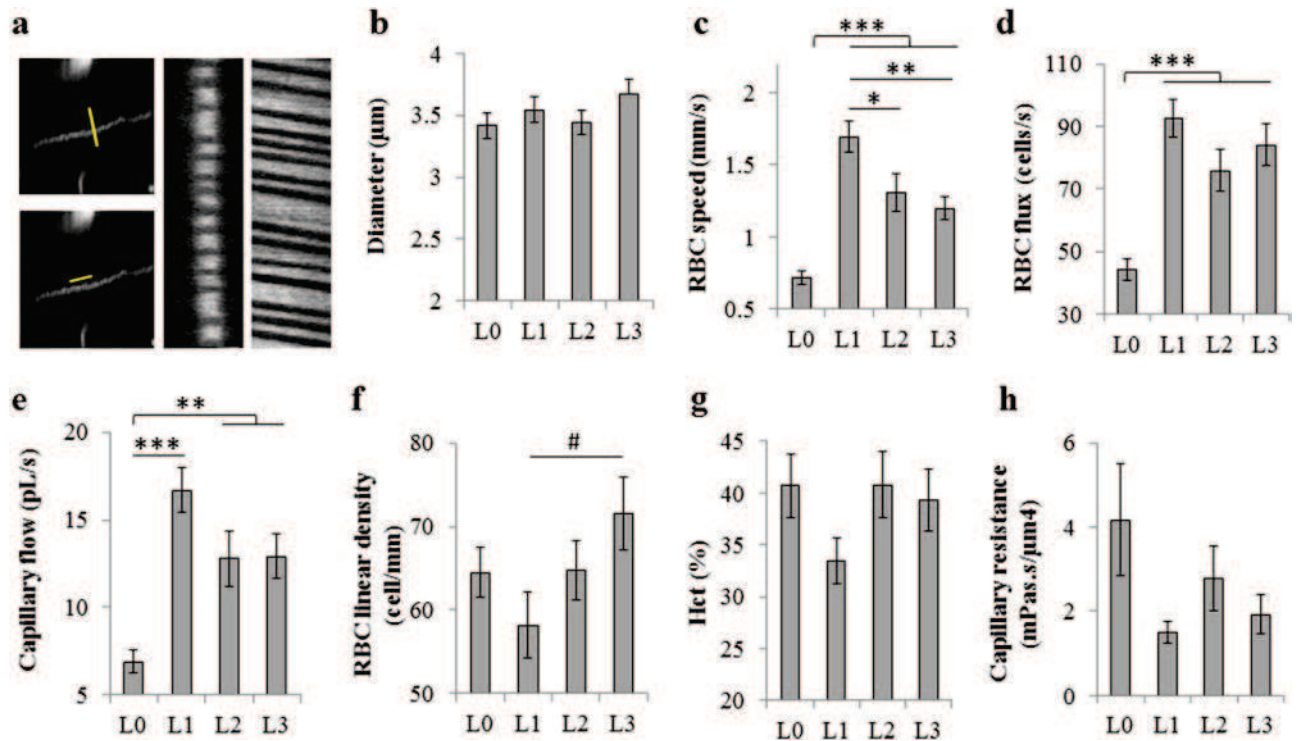 a
b
Diameter (µm)
4
3.5
3
2.5
2
L0 L1 L2 L3
c
RBC speed (mm/s)
2
1.5
1
0.5
***
**
*
L0 L1 L2 L3
d
RBC flux (cells/s)
110
90
70
50
30
***
L0 L1 L2 L3
e
Capillary flow (pL/s)
20
15
10
5
**
***
L0 L1 L2 L3
f
RBC linear density
(cell/mm)
80
70
60
50
#
L0 L1 L2 L3
g
Hct (%)
45
40
35
30
25
20
L0 L1 L2 L3
h
Capillary resistance
(mPas.s/µm4)
6
4
2
0
L0 L1 L2 L3